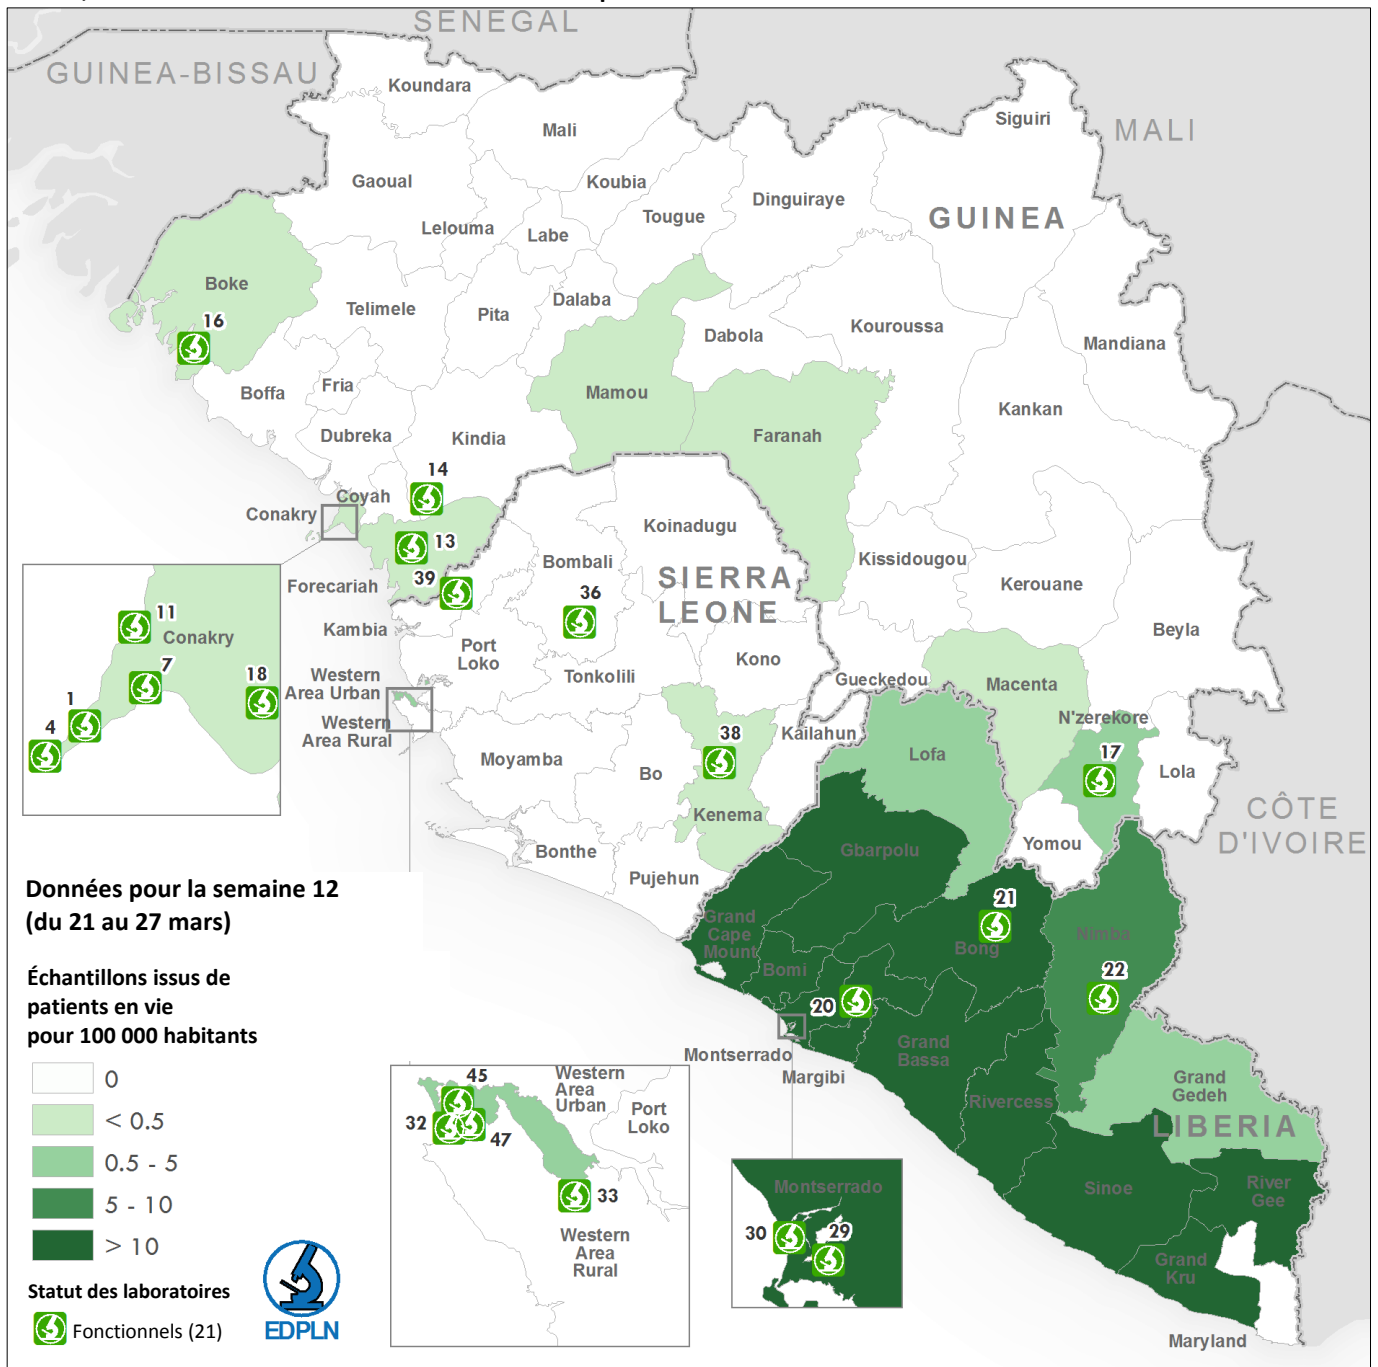 SENEGAL
GUINEA-BISSAU
Koundara
Mali
Siguiri
MALI
Gaoual
Koubia
Dinguiraye
Tougue
GUINEA
Lelouma
Labe
Boke
Telimele
Pita
Dalaba
Dabola
Kouroussa
Mandiana
16
Boffa
Fria
Mamou
Kankan
Dubreka
Kindia
Faranah
14
Coyah
Conakry
Koinadugu
13
Bombali
Kissidougou
Kerouane
Forecariah
39
SIERRA
LEONE
36
11
Conakry
Kambia
Port
Loko
Kono
Beyla
7
18
1
4
Western
Area Urban
Tonkolili
Gueckedou
Macenta
N'zerekore
Western
Area Rural
38
Kailahun
Lofa
17
Moyamba
Bo
Lola
Kenema
CÔTE
D'IVOIRE
Bonthe
Gbarpolu
Yomou
Pujehun
Données pour la semaine 12
(du 21 au 27 mars)
21
Grand
Cape
Mount
Bong
Nimba
Bomi
22
20
Échantillons issus de
patients en vie
pour 100 000 habitants
Montserrado
Margibi
Grand
Bassa
Rivercess
Grand
Gedeh
LIBERIA
0
< 0.5
0.5 - 5
5 - 10
> 10
45
Western
Area
Urban
Port
Loko
32
47
33
Western
Area
Rural
Montserrado
30
29
Sinoe
River
Gee
Grand
Kru
Maryland
Statut des laboratoires
Fonctionnels (21)
EDPLN